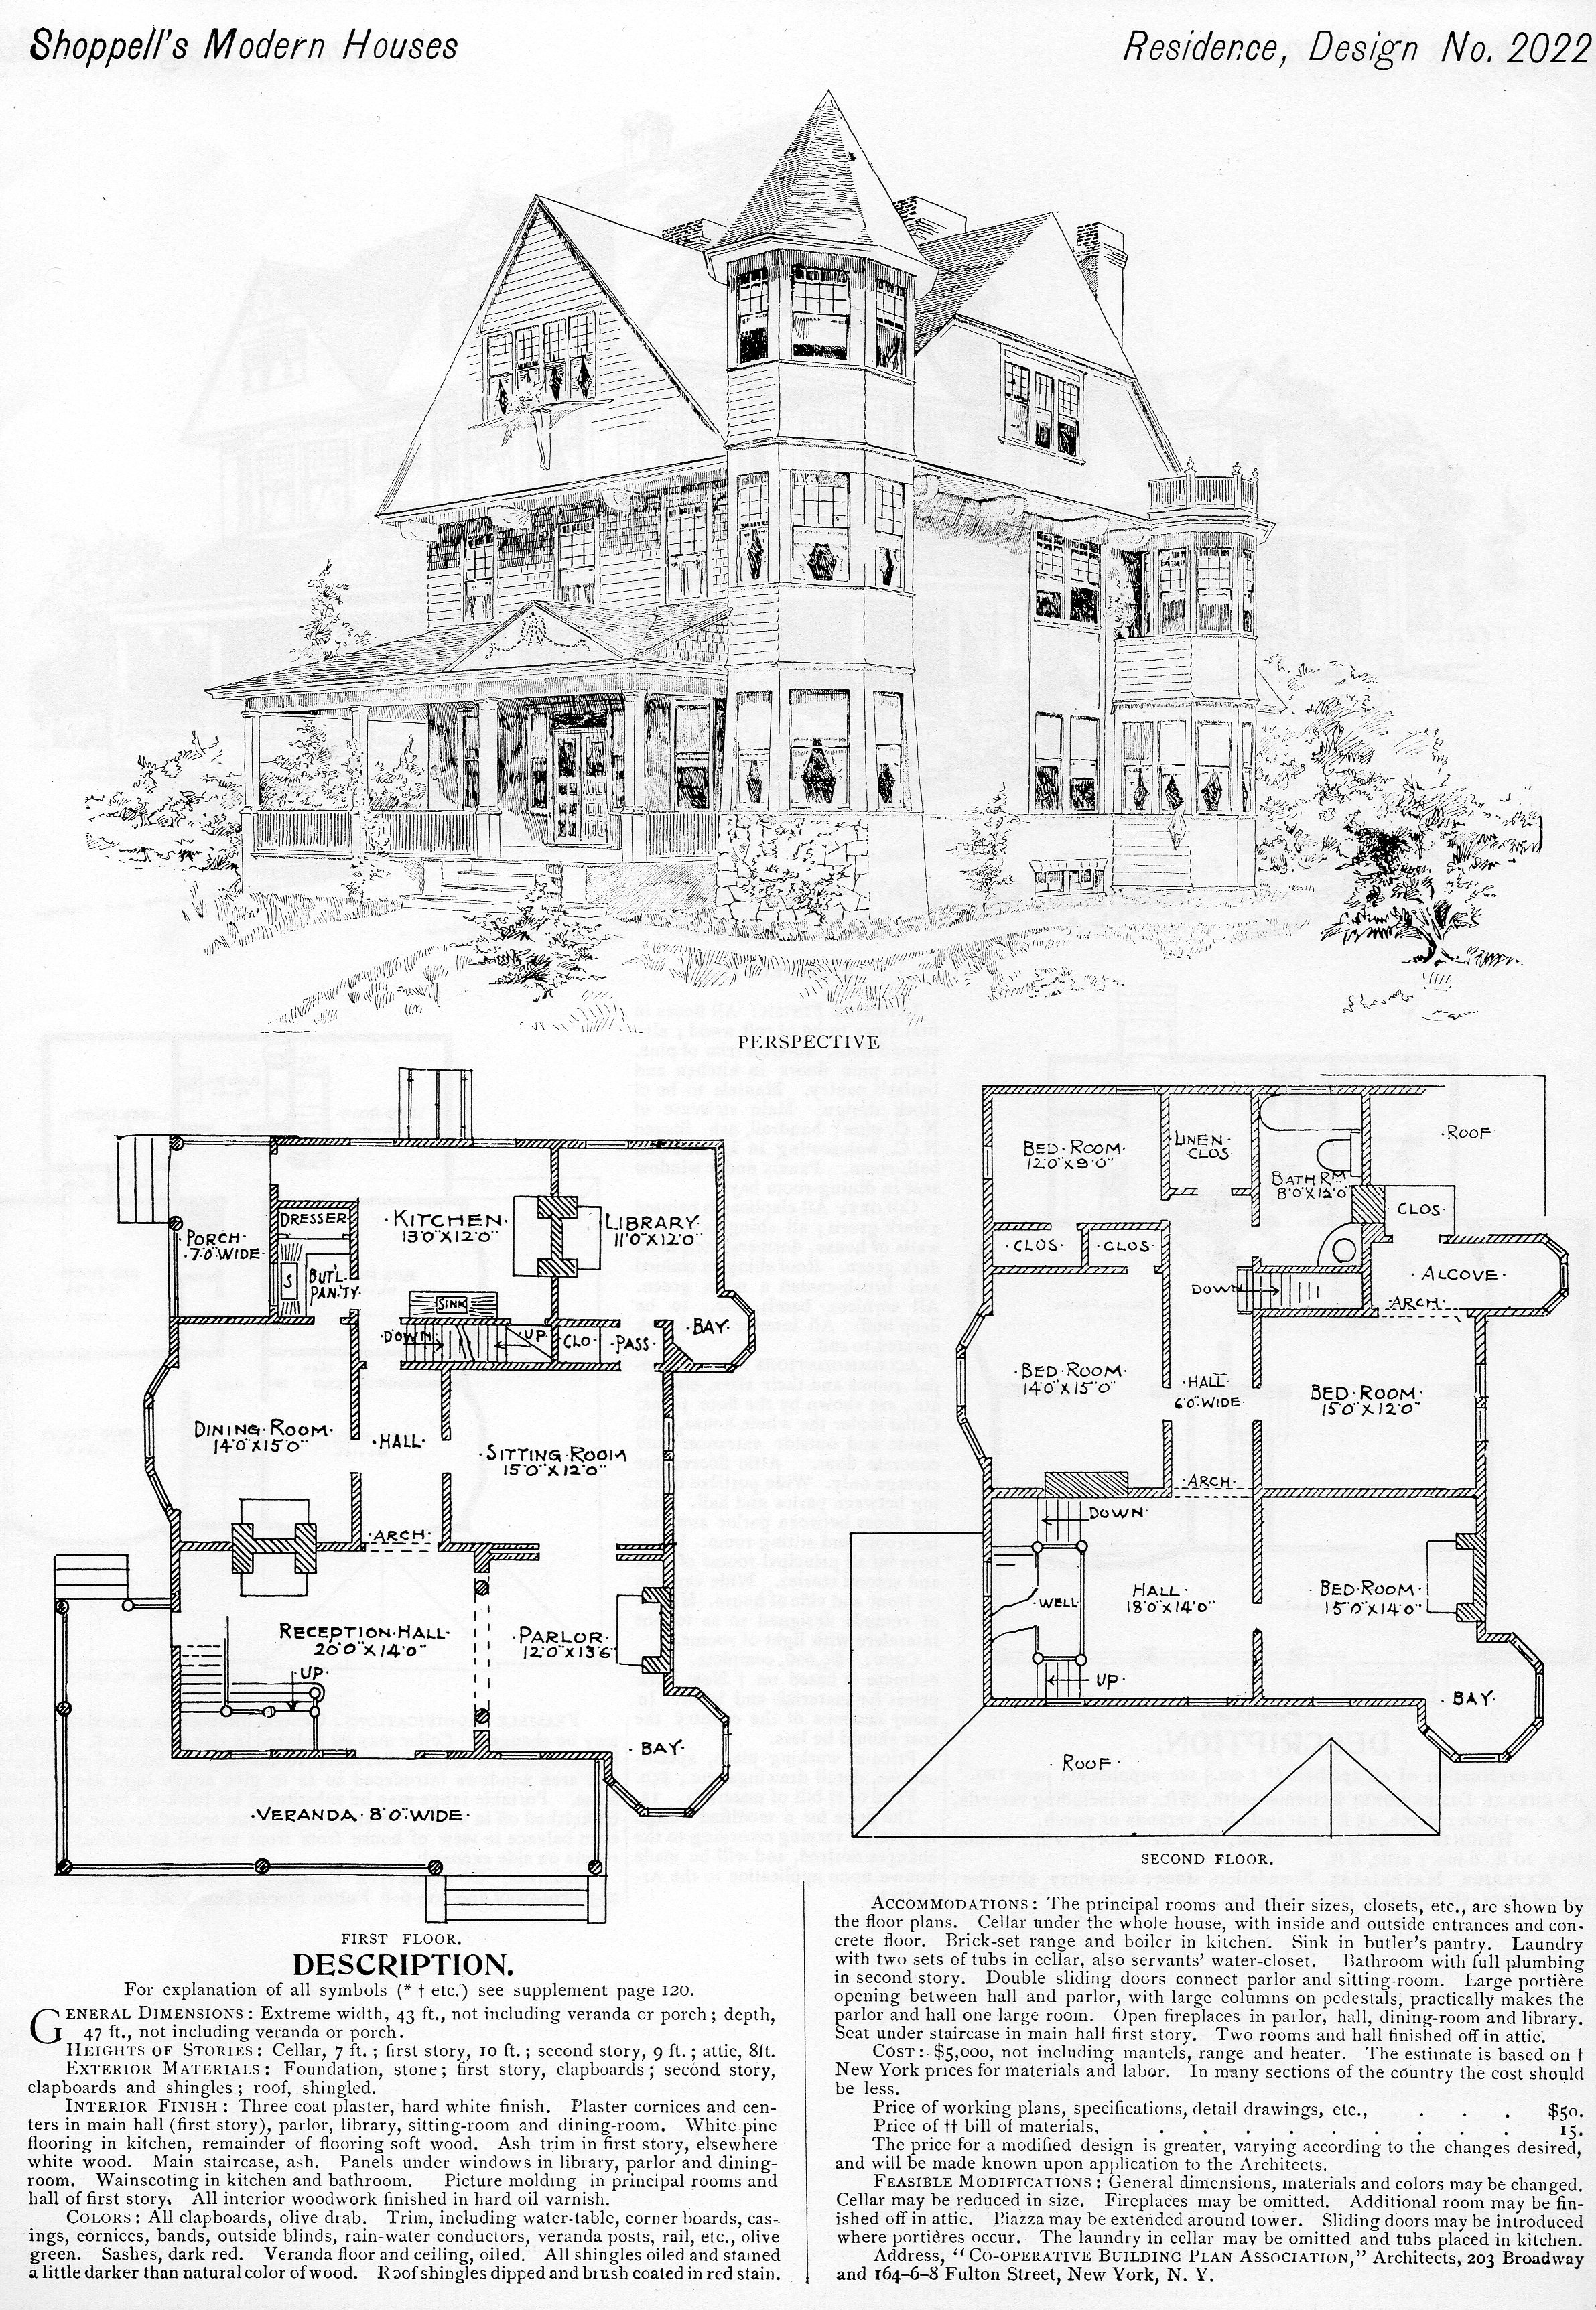 Shoppell's Modern Houses
Residence, Design No. 2022
PERSPECTIVE
PORCH
7'0" WIDE
DRESSER
S
BUT'L.
PAN'TY
KITCHEN
13'0" X 12'0"
LIBRARY
11'0" X 12'0"
SINK
DOWN
UP
CLO
PASS
BAY
DINING ROOM
14'0" X 15'0"
HALL
SITTING ROOM
15'0" X 12'0"
ARCH
RECEPTION HALL
20'0" X 14'0"
UP
PARLOR
12'0" X 13'6"
BAY
VERANDA 8'0" WIDE
FIRST FLOOR.
BED ROOM
12'0" X 9'0"
LINEN
CLOS
BATH RM
8'0" X 12'0"
ROOF
CLOS
CLOS
CLOS
DOWN
ALCOVE
ARCH
BED ROOM
14'0" X 15'0"
HALL
6'0" WIDE
BED ROOM
15'0" X 12'0"
ARCH
DOWN
WELL
HALL
18'0" X 14'0"
BED ROOM
15'0" X 14'0"
UP
BAY
ROOF
SECOND FLOOR.
DESCRIPTION.
For explanation of all symbols (* † etc.) see supplement page 120.
GENERAL DIMENSIONS: Extreme width, 43 ft., not including veranda or porch; depth,
47 ft., not including veranda or porch.
HEIGHTS OF STORIES: Cellar, 7 ft.; first story, 10 ft.; second story, 9 ft.; attic, 8ft.
EXTERIOR MATERIALS: Foundation, stone; first story, clapboards; second story,
clapboards and shingles; roof, shingled.
INTERIOR FINISH: Three coat plaster, hard white finish. Plaster cornices and cen-
ters in main hall (first story), parlor, library, sitting-room and dining-room. White pine
flooring in kitchen, remainder of flooring soft wood. Ash trim in first story, elsewhere
white wood. Main staircase, ash. Panels under windows in library, parlor and dining-
room. Wainscoting in kitchen and bathroom. Picture molding in principal rooms and
hall of first story. All interior woodwork finished in hard oil varnish.
COLORS: All clapboards, olive drab. Trim, including water-table, corner boards, cas-
ings, cornices, bands, outside blinds, rain-water conductors, veranda posts, rail, etc., olive
green. Sashes, dark red. Veranda floor and ceiling, oiled. All shingles oiled and stained
a little darker than natural color of wood. Roof shingles dipped and brush coated in red stain.
ACCOMMODATIONS: The principal rooms and their sizes, closets, etc., are shown by
the floor plans. Cellar under the whole house, with inside and outside entrances and con-
crete floor. Brick-set range and boiler in kitchen. Sink in butler's pantry. Laundry
with two sets of tubs in cellar, also servants' water-closet. Bathroom with full plumbing
in second story. Double sliding doors connect parlor and sitting-room. Large portière
opening between hall and parlor, with large columns on pedestals, practically makes the
parlor and hall one large room. Open fireplaces in parlor, hall, dining-room and library.
Seat under staircase in main hall first story. Two rooms and hall finished off in attic.
COST: $5,000, not including mantels, range and heater. The estimate is based on †
New York prices for materials and labor. In many sections of the country the cost should
be less.
Price of working plans, specifications, detail drawings, etc., . . . $50.
Price of †† bill of materials, . . . . . . . . . 15.
The price for a modified design is greater, varying according to the changes desired,
and will be made known upon application to the Architects.
FEASIBLE MODIFICATIONS: General dimensions, materials and colors may be changed.
Cellar may be reduced in size. Fireplaces may be omitted. Additional room may be fin-
ished off in attic. Piazza may be extended around tower. Sliding doors may be introduced
where portières occur. The laundry in cellar may be omitted and tubs placed in kitchen.
Address, "CO-OPERATIVE BUILDING PLAN ASSOCIATION," Architects, 203 Broadway
and 164-6-8 Fulton Street, New York, N. Y.